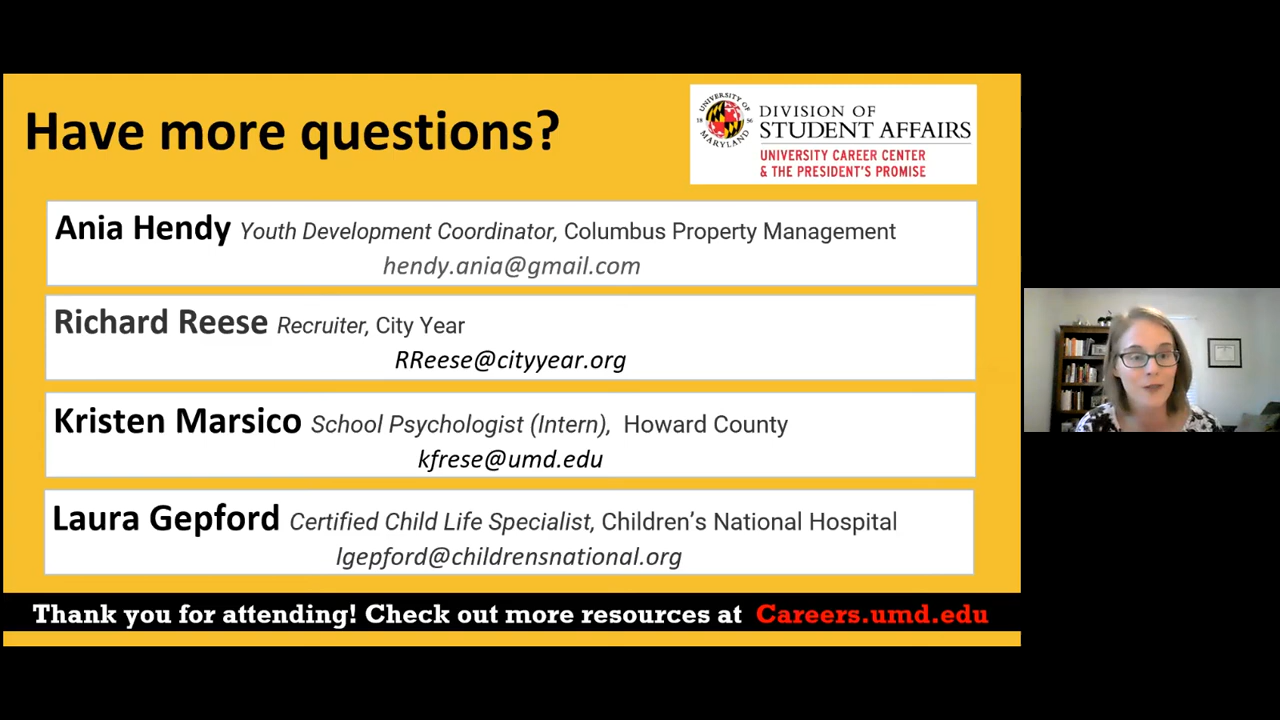 Have more questions?
UNIVERSITY OF
18 56
MARYLAND
DIVISION OF
STUDENT AFFAIRS
UNIVERSITY CAREER CENTER
& THE PRESIDENT'S PROMISE
Ania Hendy Youth Development Coordinator, Columbus Property Management
hendy.ania@gmail.com
Richard Reese Recruiter, City Year
RReese@cityyear.org
Kristen Marsico School Psychologist (Intern), Howard County
kfrese@umd.edu
Laura Gepford Certified Child Life Specialist, Children's National Hospital
lgepford@childrensnational.org
Thank you for attending! Check out more resources at Careers.umd.edu